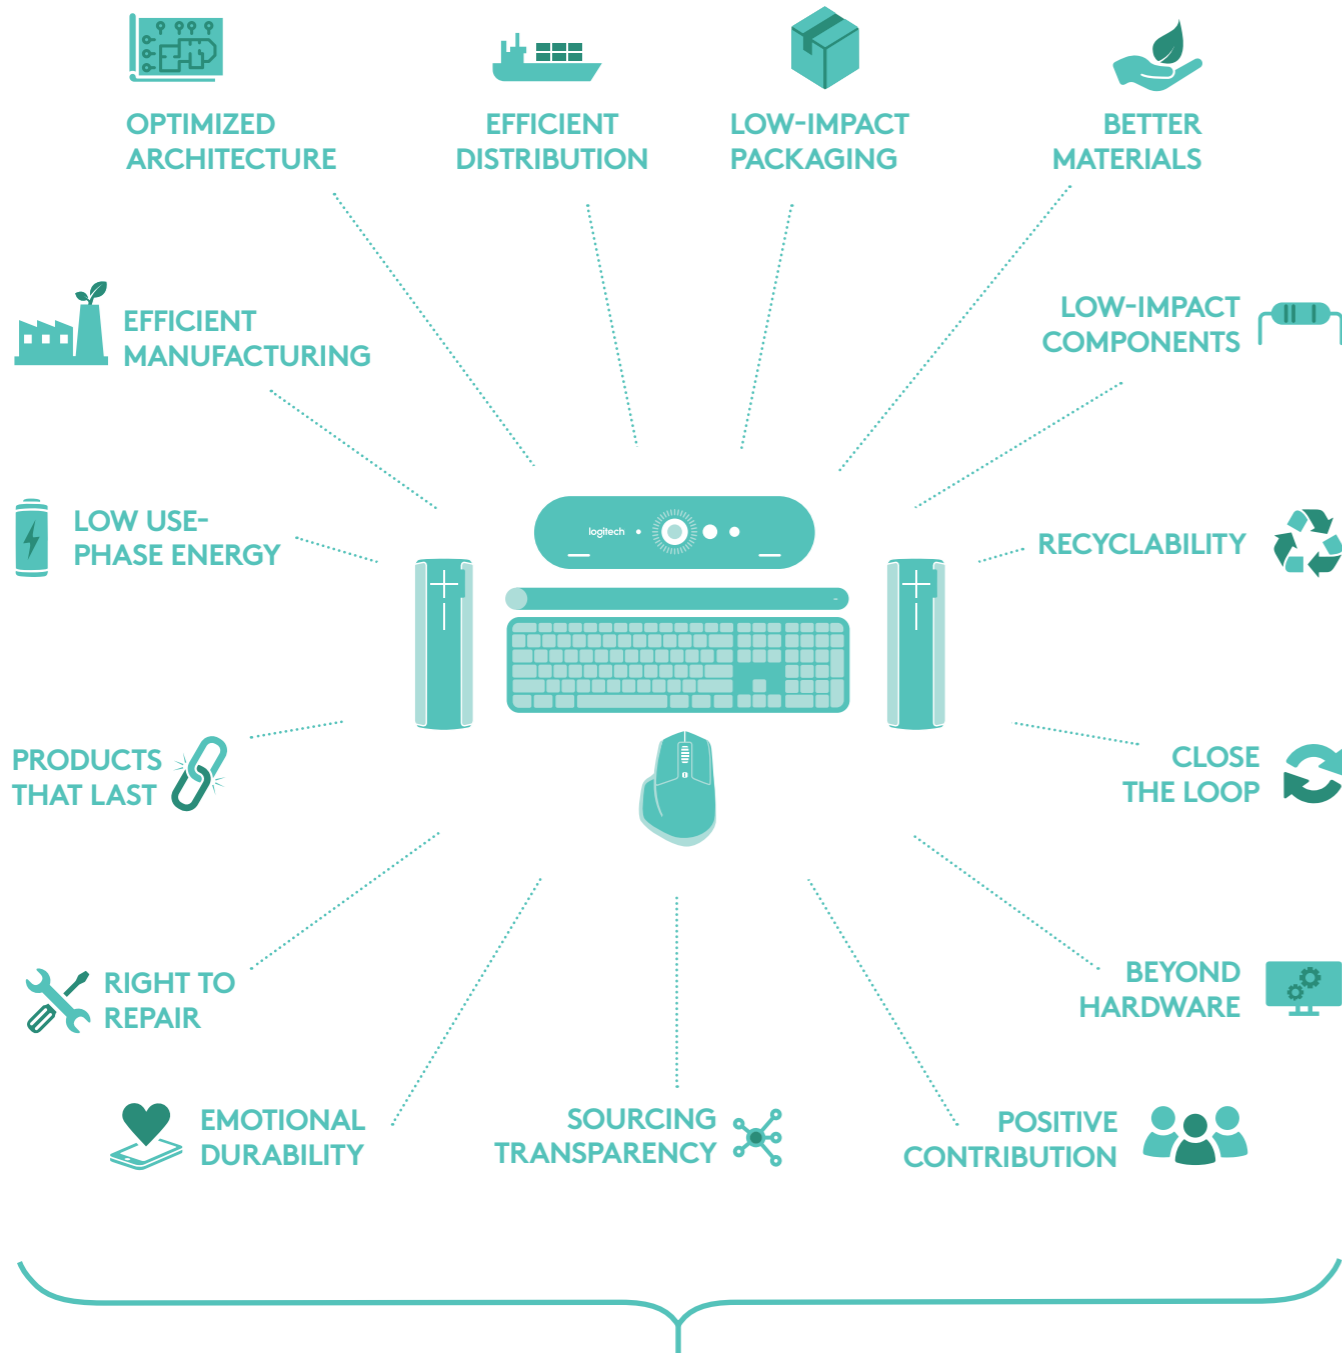 OPTIMIZED
ARCHITECTURE
EFFICIENT
DISTRIBUTION
LOW-IMPACT
PACKAGING
BETTER
MATERIALS
EFFICIENT
MANUFACTURING
LOW-IMPACT
COMPONENTS
LOW USE-
PHASE ENERGY
logitech
RECYCLABILITY
PRODUCTS
THAT LAST
CLOSE
THE LOOP
RIGHT TO
REPAIR
BEYOND
HARDWARE
EMOTIONAL
DURABILITY
SOURCING
TRANSPARENCY
POSITIVE
CONTRIBUTION